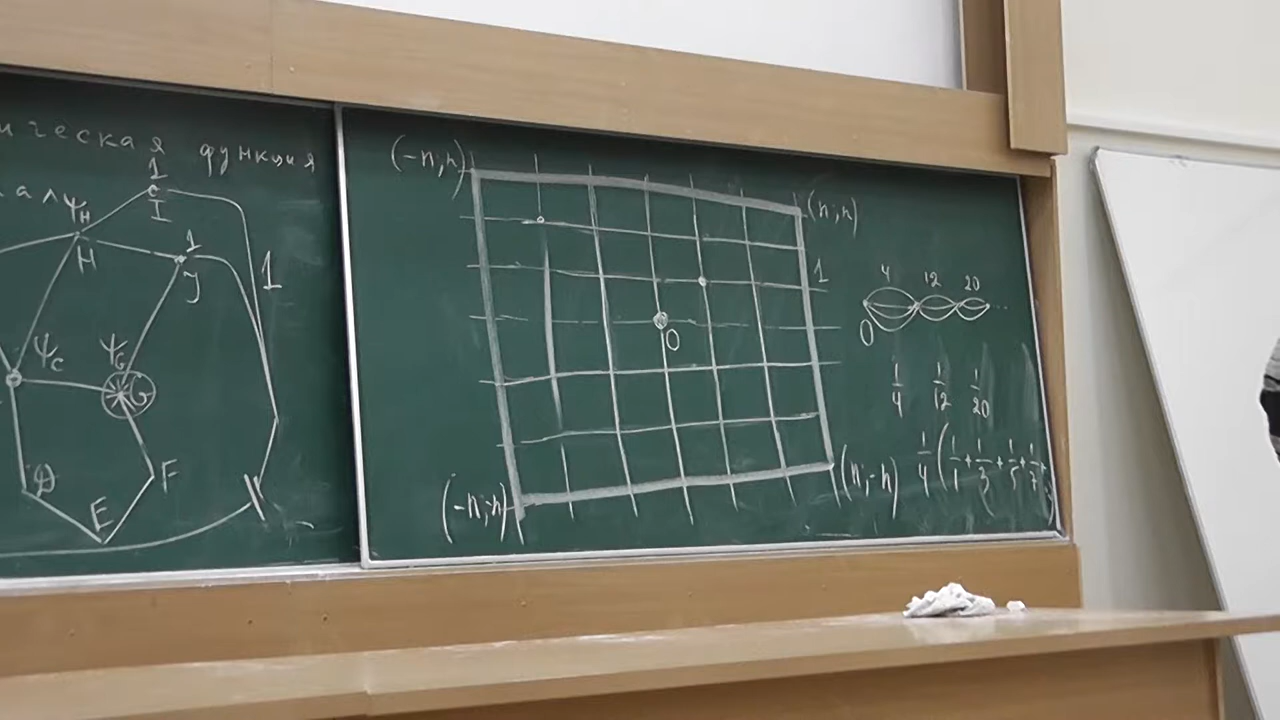 ическая функция
1
I
ал ψH
H
1
J
1
ψC
ψG
G
D
E
F
(-n;n)
(n;n)
1
0
(-n;-n)
(n;-n)
4 12 20 ...
0
1/4 1/12 1/20
1/4 (1/1 + 1/3 + 1/5 + 1/7 +